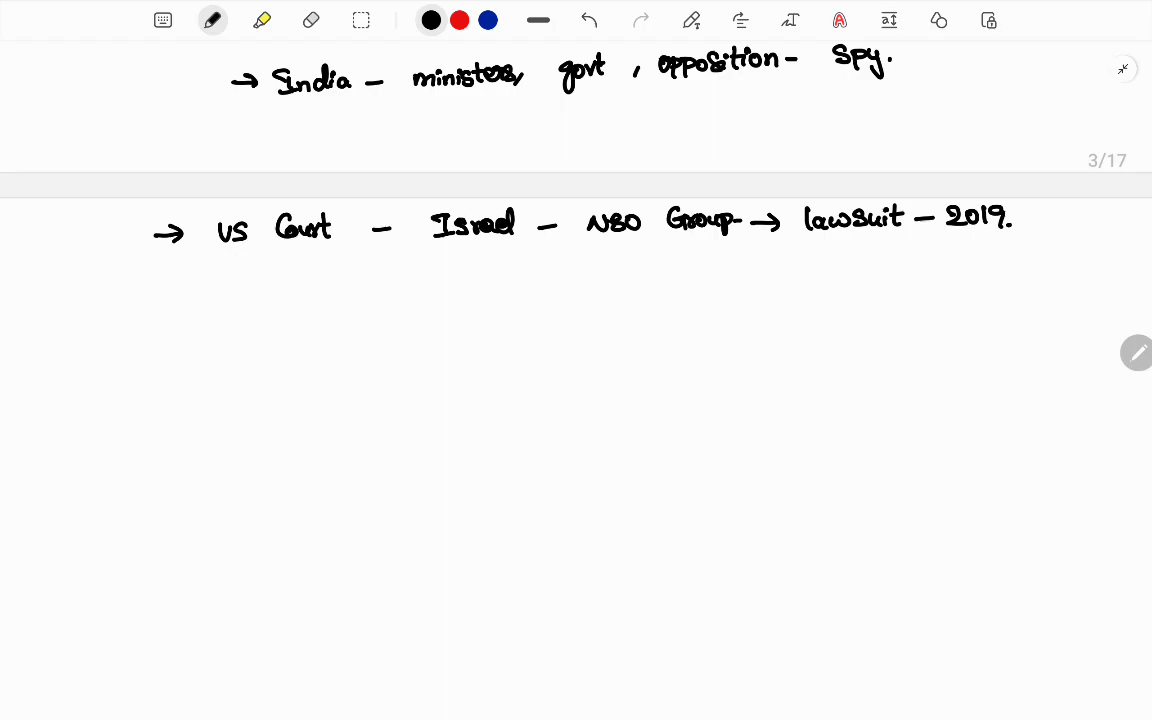 → India - ministers, govt, opposition - Spy.
3/17
→ US Court - Israel - NSO Group → lawsuit - 2019.